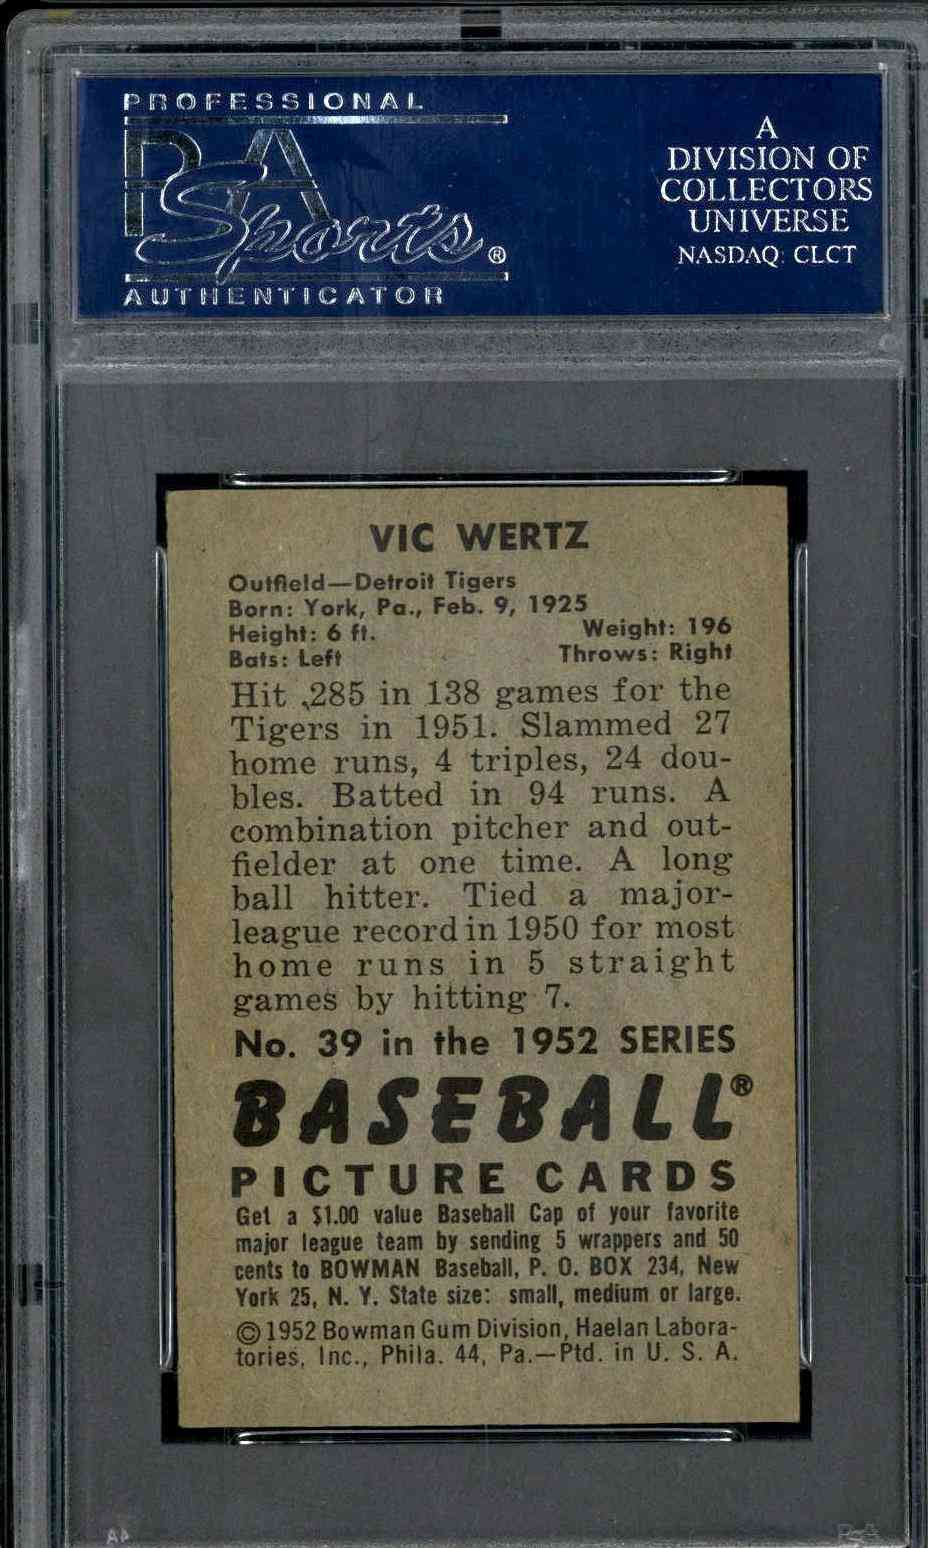 PROFESSIONAL
PSA
Sports®
AUTHENTICATOR
A
DIVISION OF
COLLECTORS
UNIVERSE
NASDAQ: CLCT
VIC WERTZ
Outfield—Detroit Tigers
Born: York, Pa., Feb. 9, 1925
Height: 6 ft. Weight: 196
Bats: Left Throws: Right
Hit .285 in 138 games for the
Tigers in 1951. Slammed 27
home runs, 4 triples, 24 dou-
bles. Batted in 94 runs. A
combination pitcher and out-
fielder at one time. A long
ball hitter. Tied a major-
league record in 1950 for most
home runs in 5 straight
games by hitting 7.
No. 39 in the 1952 SERIES
BASEBALL®
PICTURE CARDS
Get a $1.00 value Baseball Cap of your favorite
major league team by sending 5 wrappers and 50
cents to BOWMAN Baseball, P. O. BOX 234, New
York 25, N. Y. State size: small, medium or large.
©1952 Bowman Gum Division, Haelan Labora-
tories, Inc., Phila. 44, Pa.—Ptd. in U. S. A.
PSA